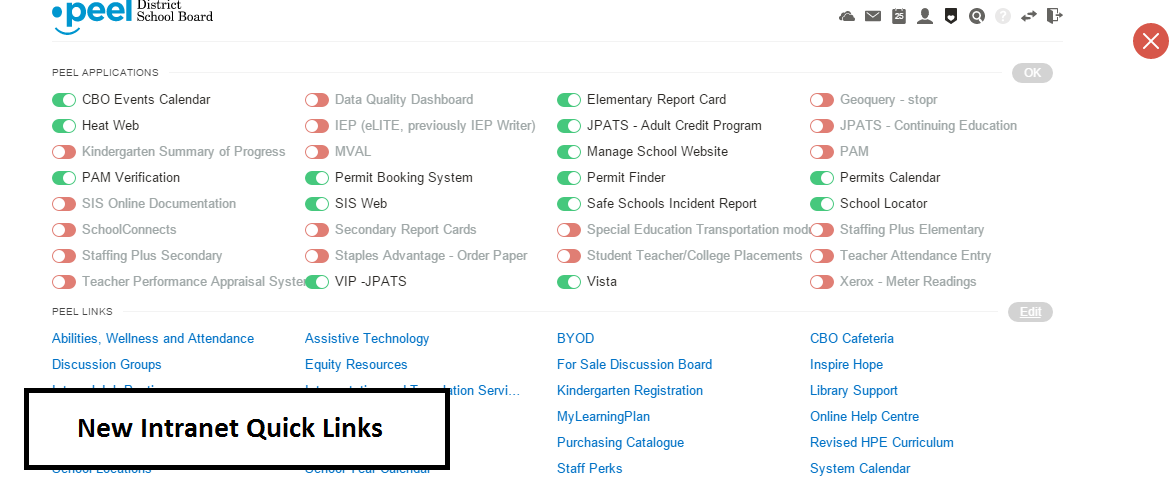 peel District
School Board
25
PEEL APPLICATIONS OK
CBO Events Calendar Data Quality Dashboard Elementary Report Card Geoquery - stopr
Heat Web IEP (eLITE, previously IEP Writer) JPATS - Adult Credit Program JPATS - Continuing Education
Kindergarten Summary of Progress MVAL Manage School Website PAM
PAM Verification Permit Booking System Permit Finder Permits Calendar
SIS Online Documentation SIS Web Safe Schools Incident Report School Locator
SchoolConnects Secondary Report Cards Special Education Transportation modu Staffing Plus Elementary
Staffing Plus Secondary Staples Advantage - Order Paper Student Teacher/College Placements Teacher Attendance Entry
Teacher Performance Appraisal System VIP -JPATS Vista Xerox - Meter Readings
PEEL LINKS Edit
Abilities, Wellness and Attendance Assistive Technology BYOD CBO Cafeteria
Discussion Groups Equity Resources For Sale Discussion Board Inspire Hope
Servi... Kindergarten Registration Library Support
New Intranet Quick Links MyLearningPlan Online Help Centre
Purchasing Catalogue Revised HPE Curriculum
School Locations School Year Calendar Staff Perks System Calendar